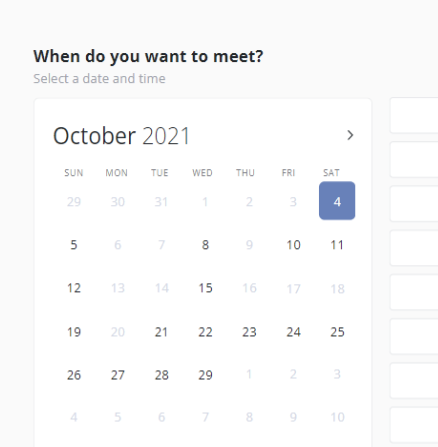 When do you want to meet?
Select a date and time
October 2021
SUN MON TUE WED THU FRI SAT
29 30 31 1 2 3 4
5 6 7 8 9 10 11
12 13 14 15 16 17 18
19 20 21 22 23 24 25
26 27 28 29 1 2 3
4 5 6 7 8 9 10